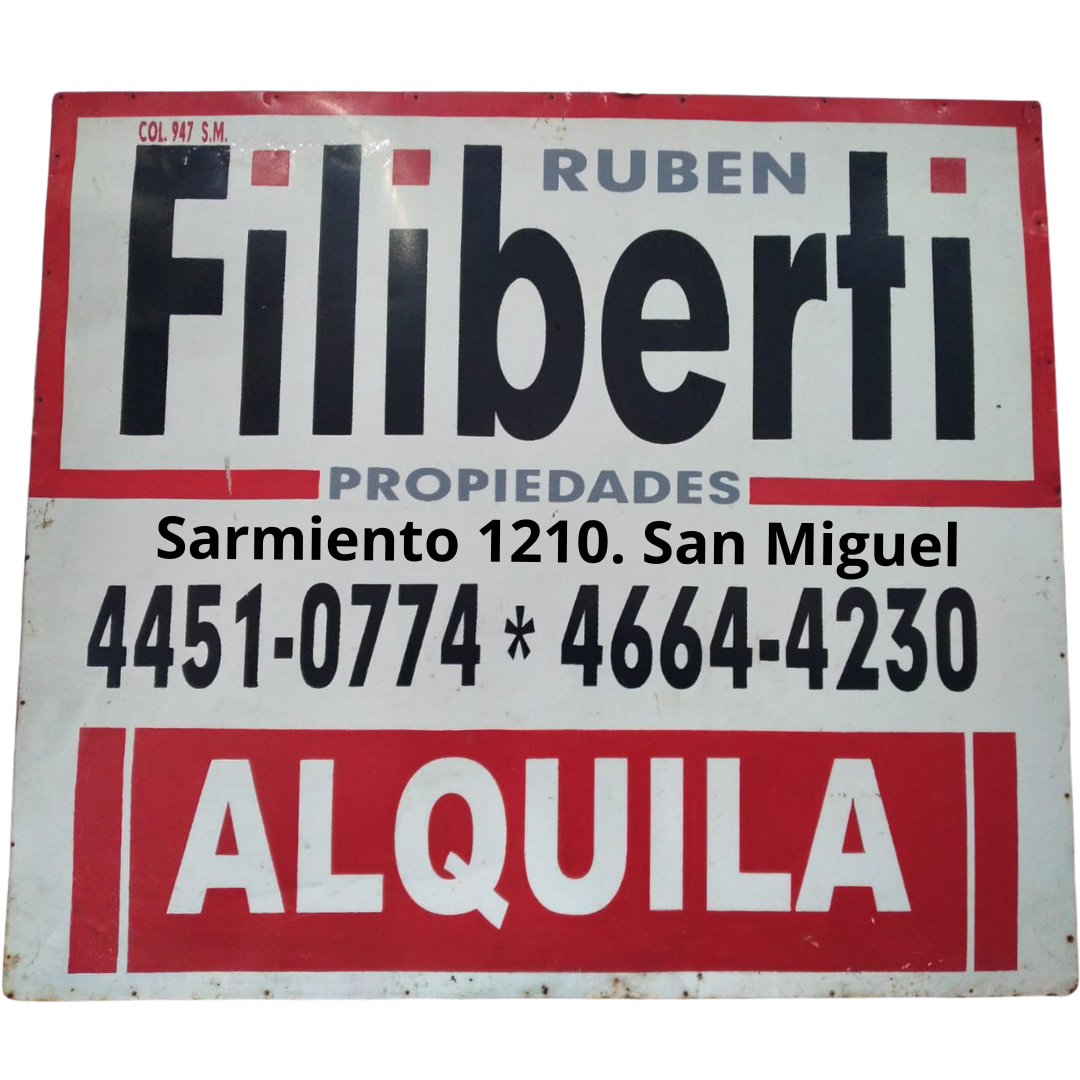 COL. 947 S.M.
RUBEN
Filiberti
PROPIEDADES
Sarmiento 1210. San Miguel
4451-0774 * 4664-4230
ALQUILA